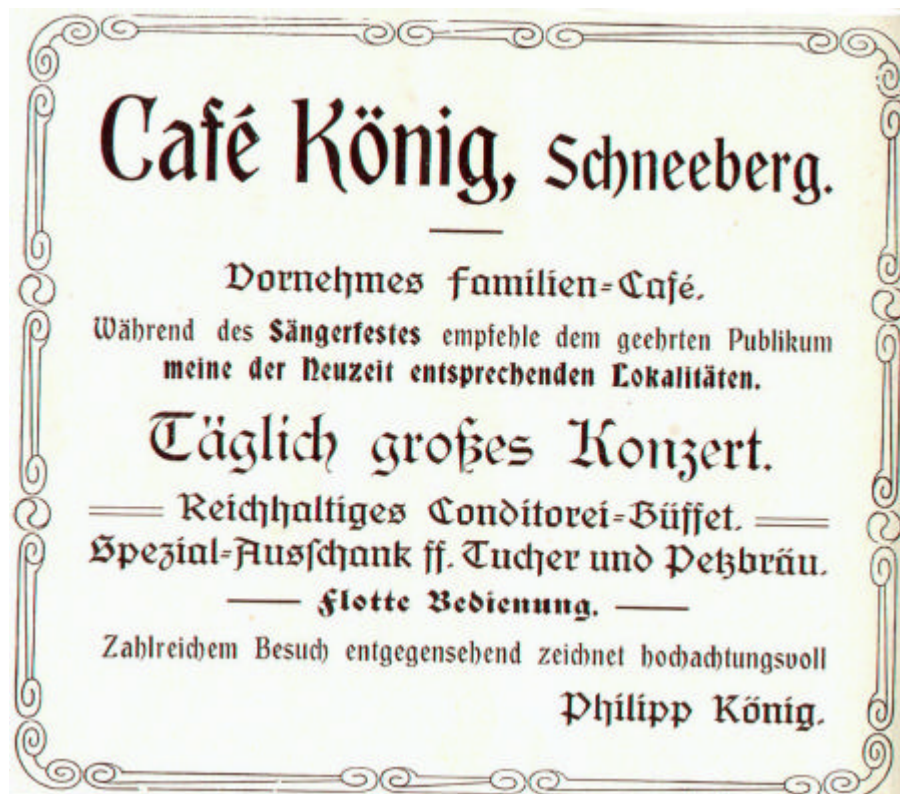 Café König, Schneeberg.
Vornehmes Familien-Café.
Während des Sängerfestes empfehle dem geehrten Publikum
meine der Neuzeit entsprechenden Lokalitäten.
Täglich großes Konzert.
Reichhaltiges Conditorei-Büffet.
Spezial-Ausschank ff. Tucher und Petzbräu.
Flotte Bedienung.
Zahlreichem Besuch entgegensehend zeichnet hochachtungsvoll
Philipp König.